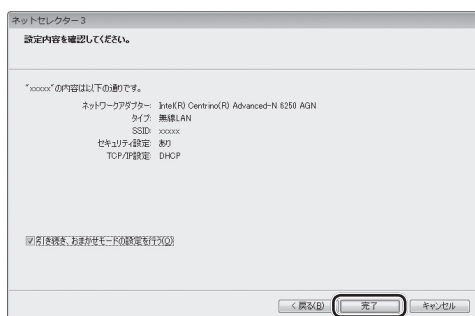 ネットセレクター３
設定内容を確認してください。
"xxxxx"の内容は以下の通りです。
ネットワークアダプター: Intel(R) Centrino(R) Advanced-N 6250 AGN
タイプ: 無線LAN
SSID: xxxxx
セキュリティ設定: あり
TCP/IP設定: DHCP
引き続き、おまかせモードの設定を行う(O)
< 戻る(B) 完了 キャンセル